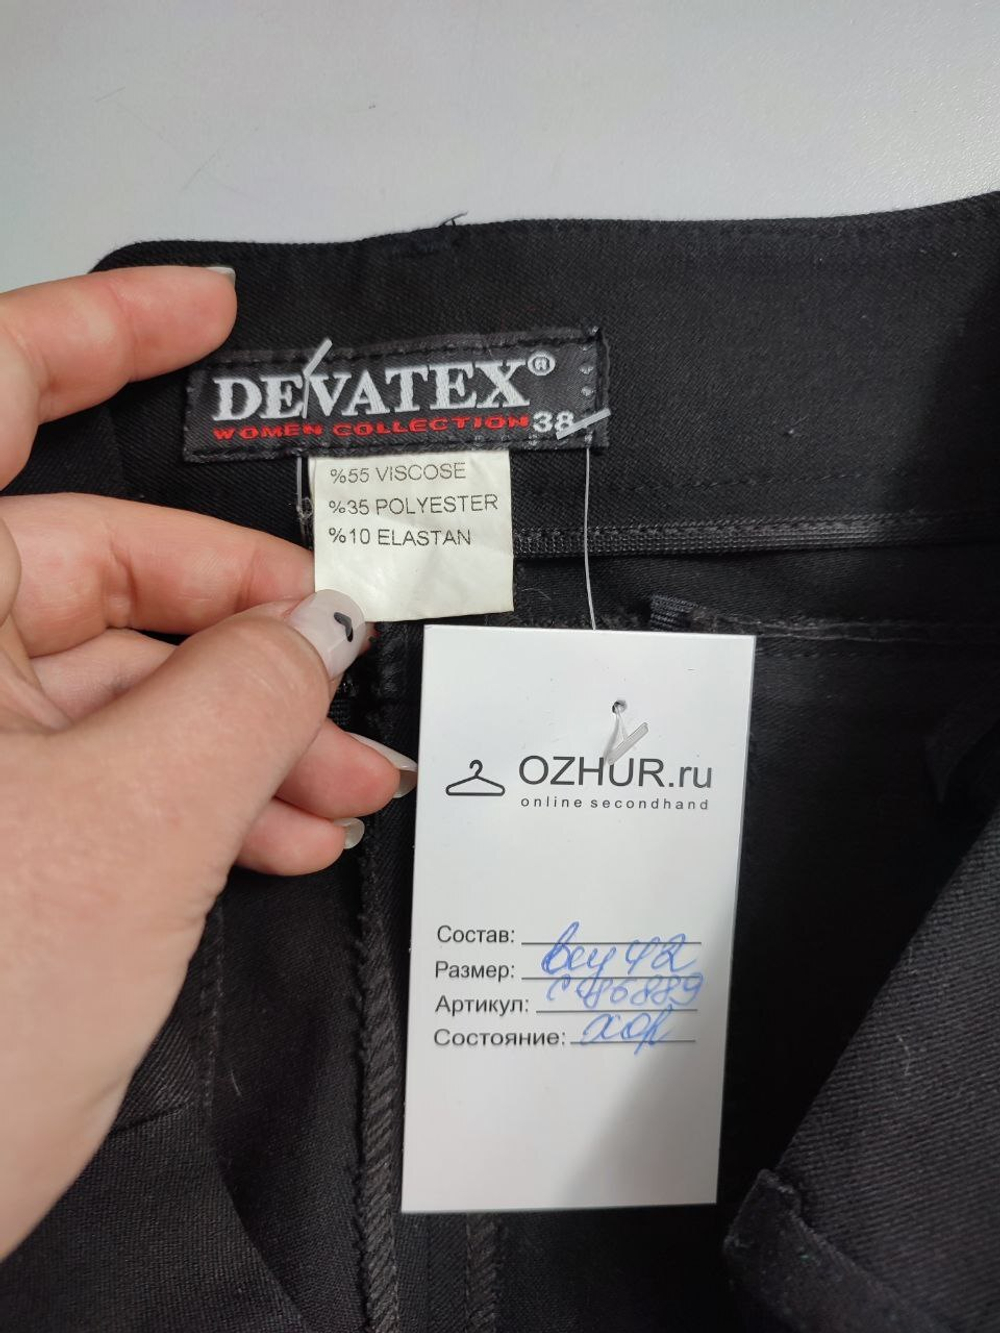 DEVATEX®
WOMEN COLLECTION 38
%55 VISCOSE
%35 POLYESTER
%10 ELASTAN
OZHUR.ru
online secondhand
Состав:
Размер: 42
Артикул: с486889
Состояние: хор